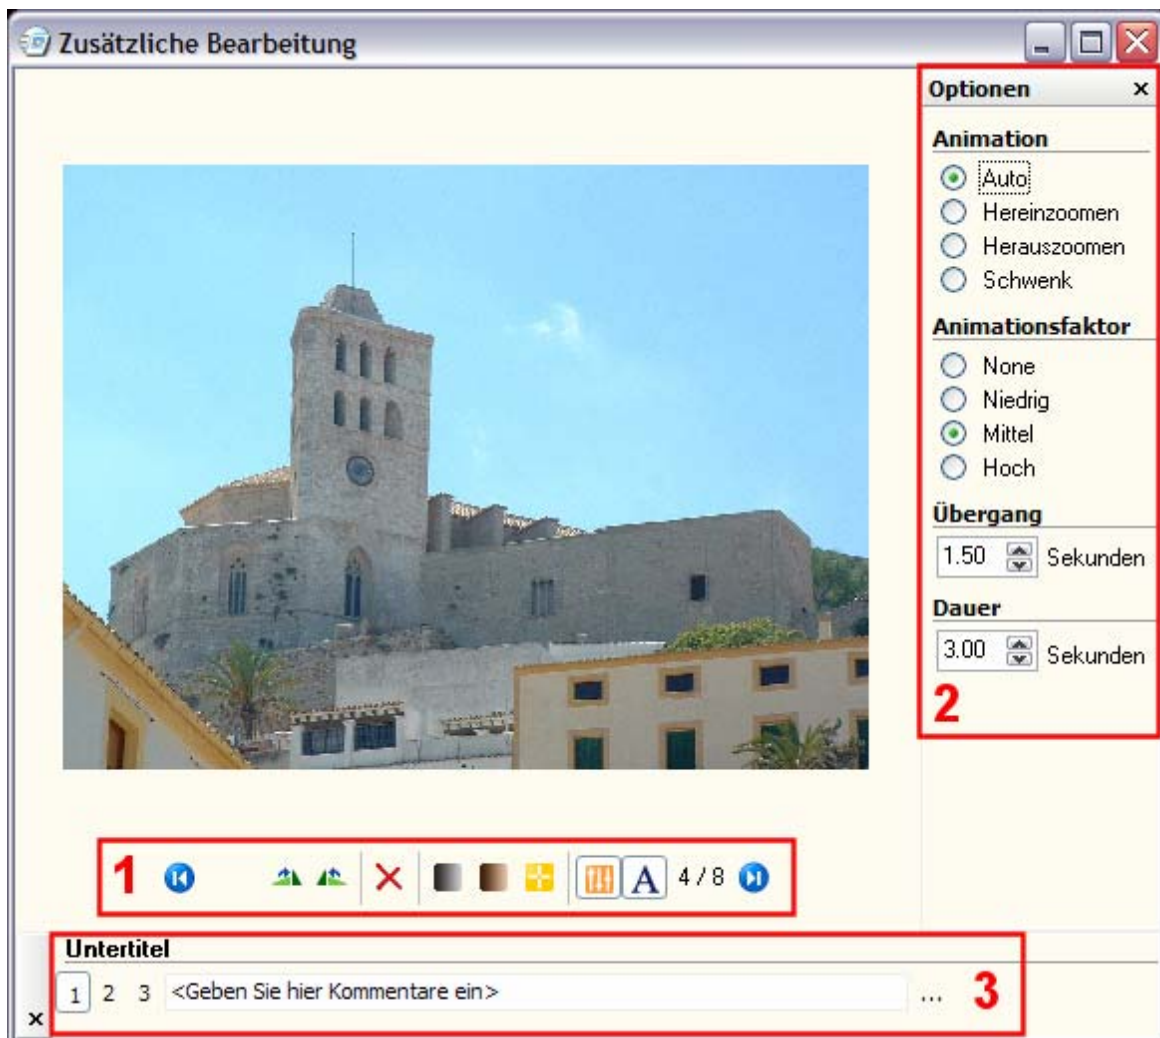 Zusätzliche Bearbeitung
Optionen
Animation
Auto
Hereinzoomen
Herauszoomen
Schwenk
Animationsfaktor
None
Niedrig
Mittel
Hoch
Übergang
1.50 Sekunden
Dauer
3.00 Sekunden
2
1 A 4 / 8
Untertitel
1 2 3 <Geben Sie hier Kommentare ein> ... 3